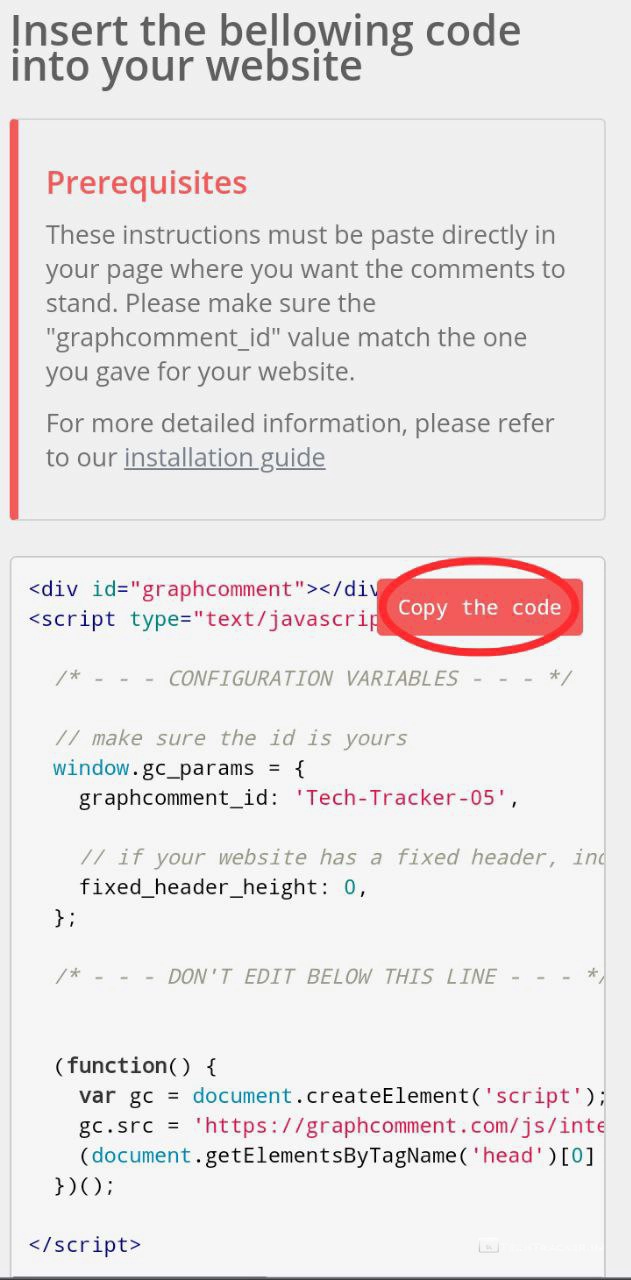 Insert the bellowing code
into your website
Prerequisites
These instructions must be paste directly in
your page where you want the comments to
stand. Please make sure the
"graphcomment_id" value match the one
you gave for your website.
For more detailed information, please refer
to our installation guide
<div id="graphcomment"></div
Copy the code
<script type="text/javascrip
/* - - - CONFIGURATION VARIABLES - - - */
// make sure the id is yours
window.gc_params = {
graphcomment_id: 'Tech-Tracker-05',
// if your website has a fixed header, inc
fixed_header_height: 0,
};
/* - - - DON'T EDIT BELOW THIS LINE - - - */
(function() {
var gc = document.createElement('script');
gc.src = 'https://graphcomment.com/js/inte
(document.getElementsByTagName('head')[0]
})();
</script>